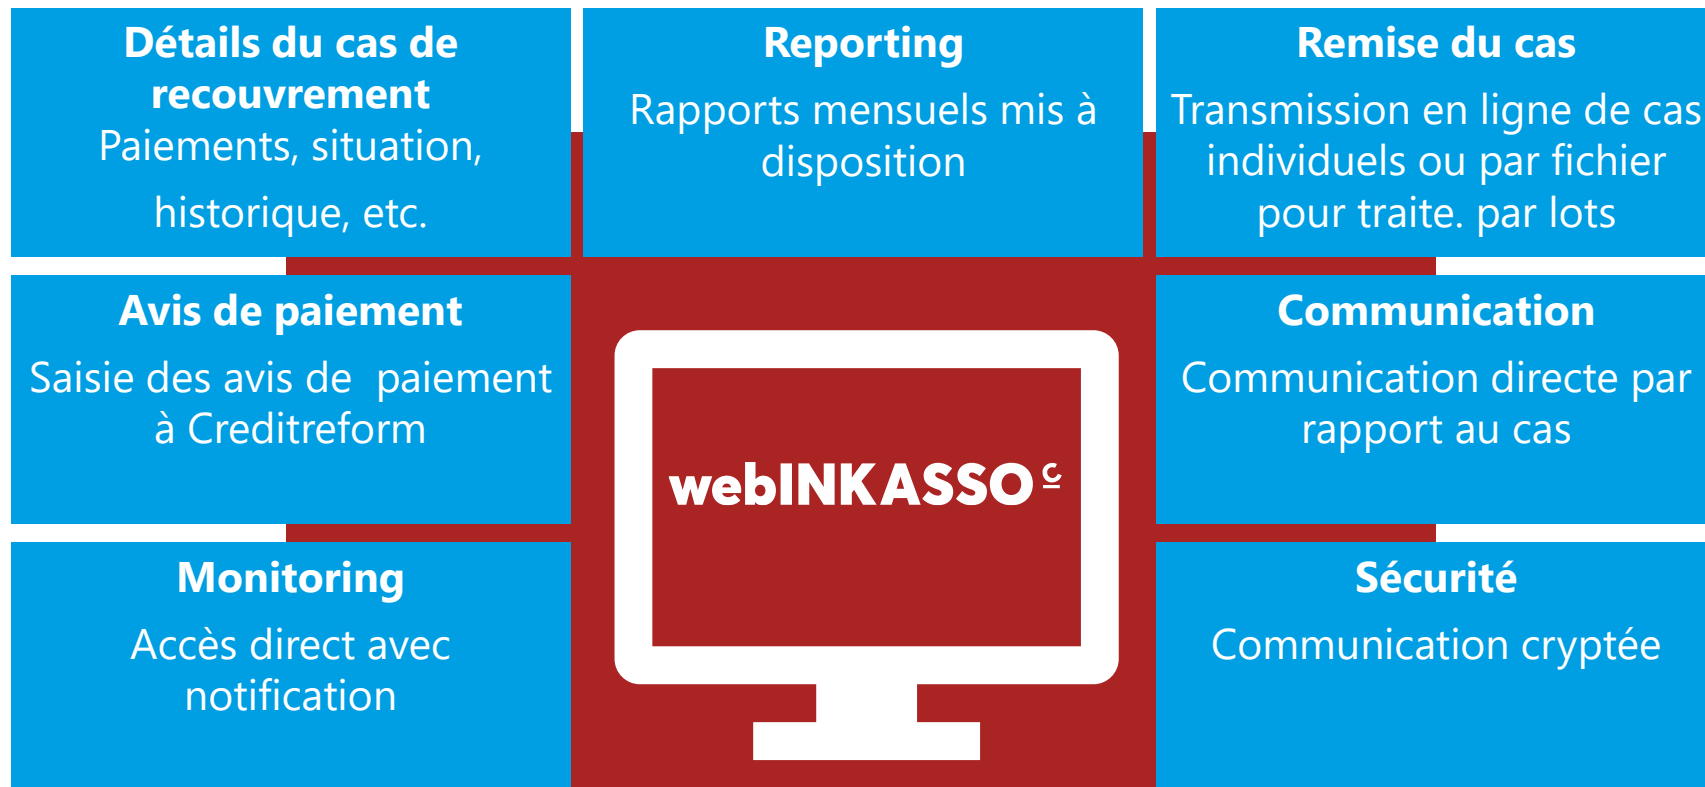 Détails du cas de
recouvrement
Paiements, situation,
historique, etc.
Reporting
Rapports mensuels mis à
disposition
Remise du cas
Transmission en ligne de cas
individuels ou par fichier
pour traite. par lots
Avis de paiement
Saisie des avis de  paiement
à Creditreform
webINKASSO c
Communication
Communication directe par
rapport au cas
Monitoring
Accès direct avec
notification
Sécurité
Communication cryptée